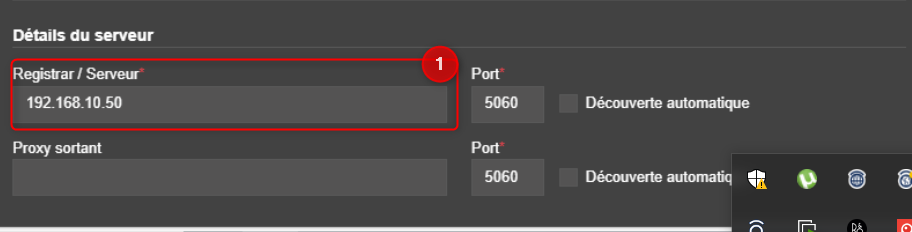 Détails du serveur
1
Registrar / Serveur* Port*
192.168.10.50 5060 Découverte automatique
Proxy sortant Port*
5060 Découverte automatiq